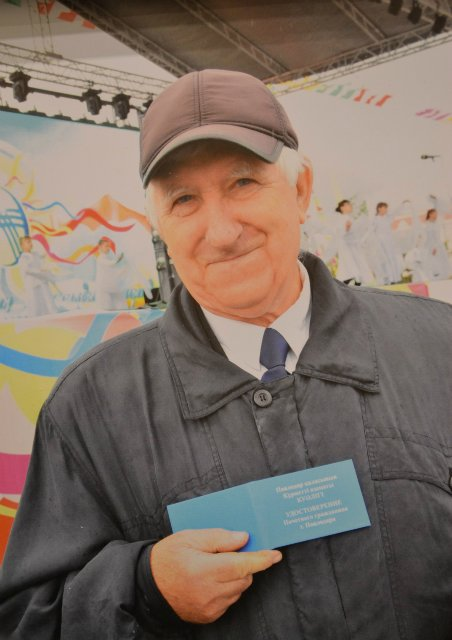 Павлодар қаласының
Құрметті азаматы
КУӘЛІГІ
УДОСТОВЕРЕНИЕ
Почетного гражданина
г. Павлодара